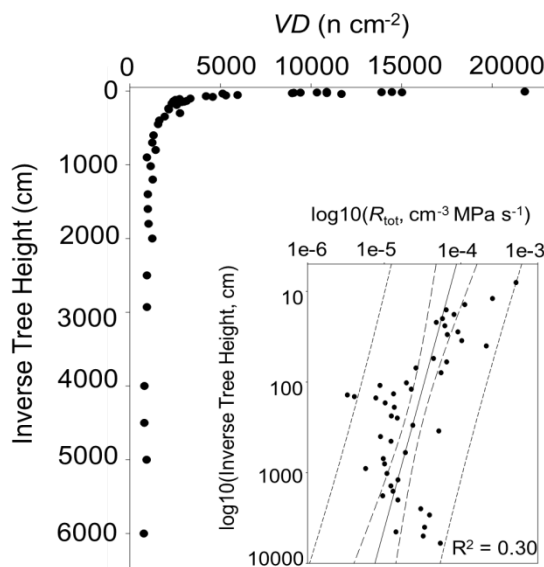 VD (n cm-2)
0 5000 10000 15000 20000
0
1000
2000
3000
4000
5000
6000
Inverse Tree Height (cm)
log10(Rtot, cm-3 MPa s-1)
1e-6 1e-5 1e-4 1e-3
10
100
1000
10000
log10(Inverse Tree Height, cm)
R2 = 0.30